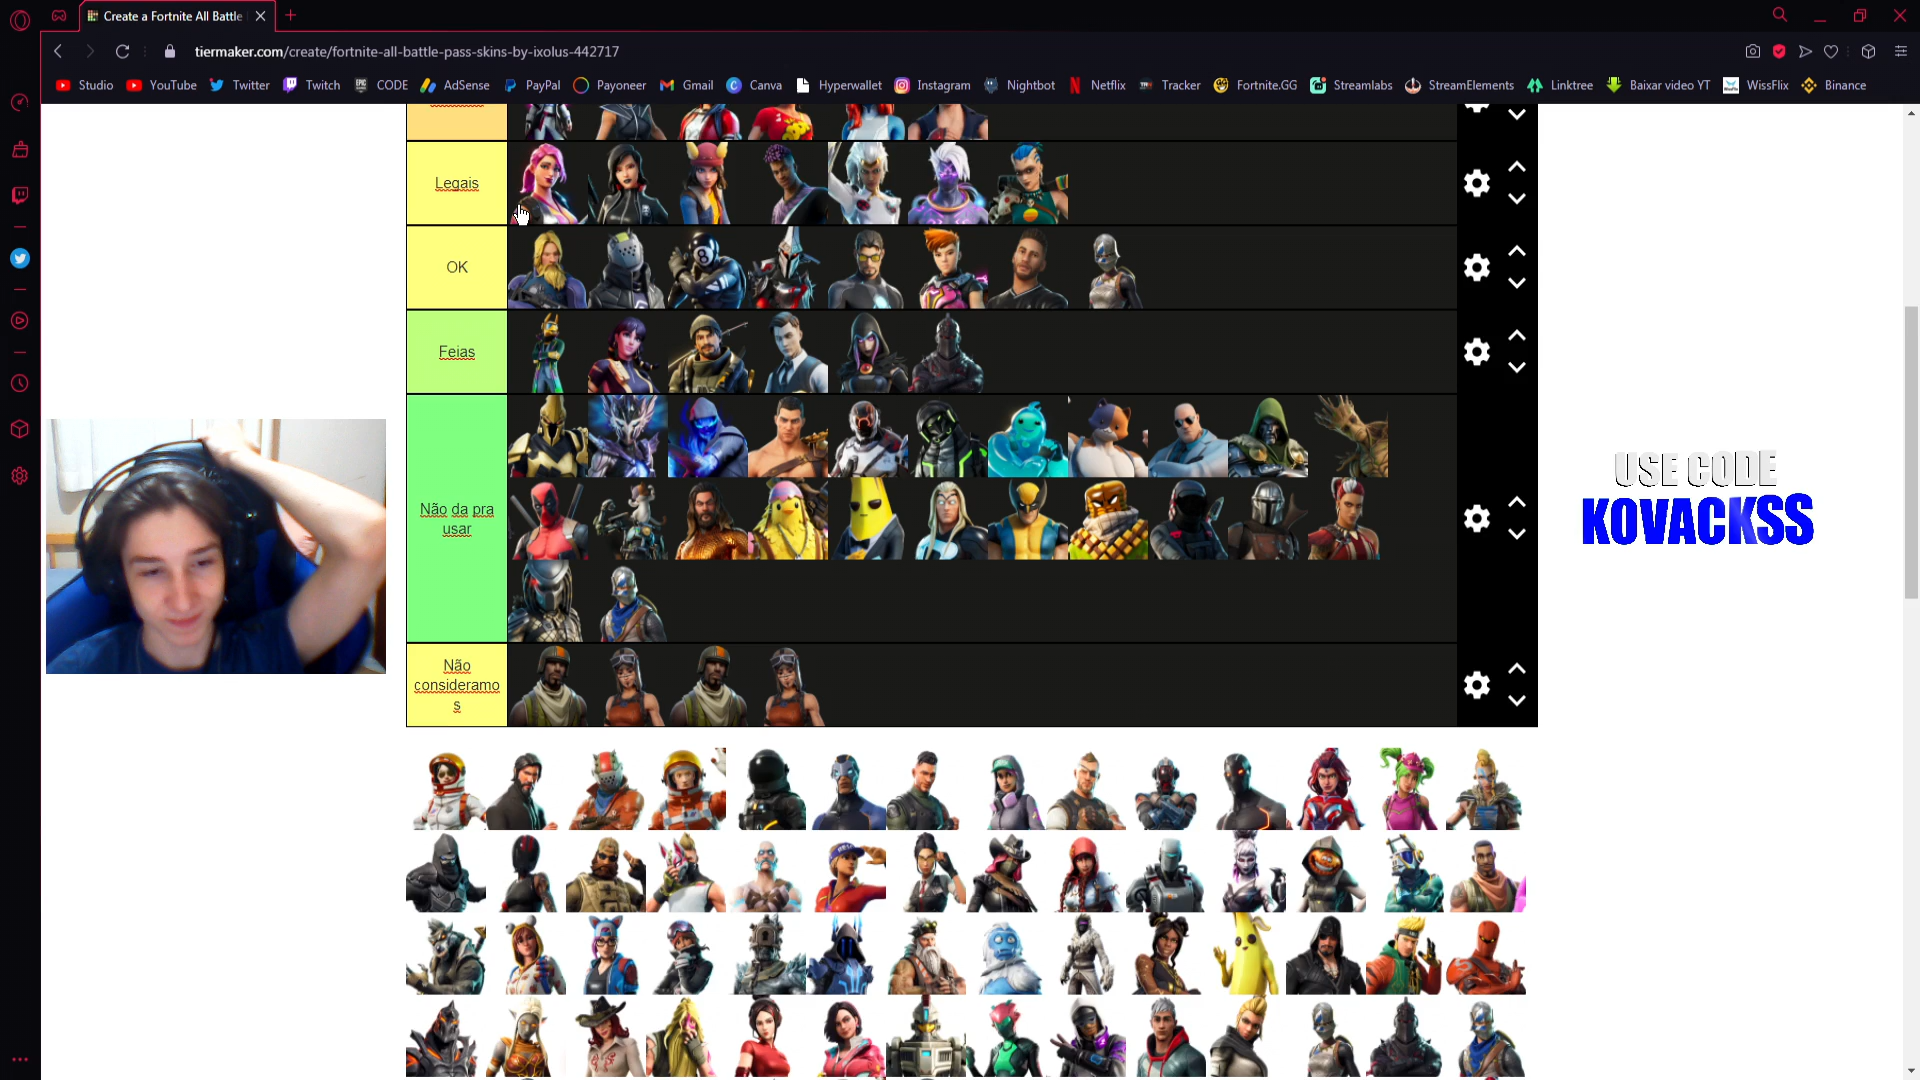 Create a Fortnite All Battle
tiermaker.com/create/fortnite-all-battle-pass-skins-by-ixolus-442717
Studio YouTube Twitter Twitch CODE AdSense PayPal Payoneer Gmail Canva Hyperwallet Instagram Nightbot Netflix Tracker Fortnite.GG Streamlabs StreamElements Linktree Baixar video YT WissFlix Binance
Legais
OK
8
Feias
Não da pra
usar
Não
consideramo
s
USE CODE
KOVACKSS